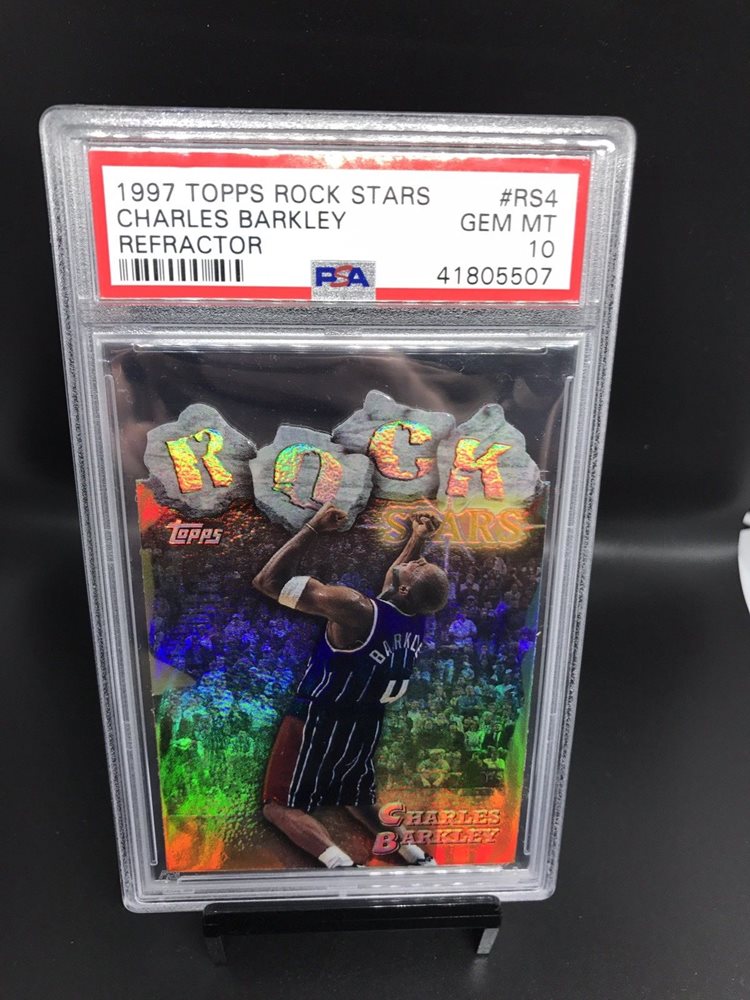 1997 TOPPS ROCK STARS #RS4
CHARLES BARKLEY GEM MT
REFRACTOR 10
PSA 41805507
ROCK
STARS
Topps
BARKLEY
CHARLES
BARKLEY